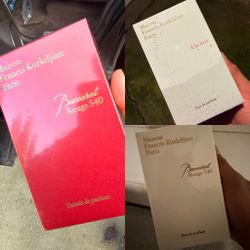 Maison
Francis Kurkdjian
Paris
Baccarat
Rouge 540
Extrait de parfum
Maison
Francis Kurkdjian
Paris
À la rose
Eau de parfum
Maison
Francis Kurkdjian
Paris
Baccarat
Rouge 540
Eau de parfum